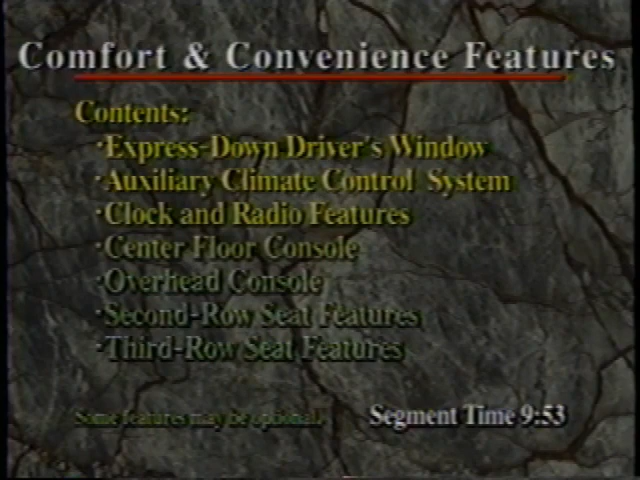 Comfort & Convenience Features
Contents:
·Express-Down Driver's Window
·Auxiliary Climate Control System
·Clock and Radio Features
·Center Floor Console
·Overhead Console
·Second-Row Seat Features
·Third-Row Seat Features
Some features may be optional.
Segment Time 9:53